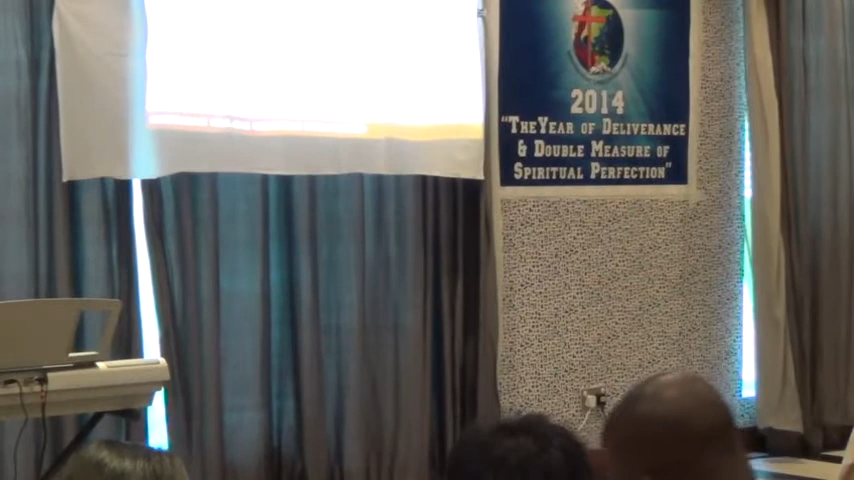 2014
"The Year of Deliverance
& Double Measure of
Spiritual Perfection"